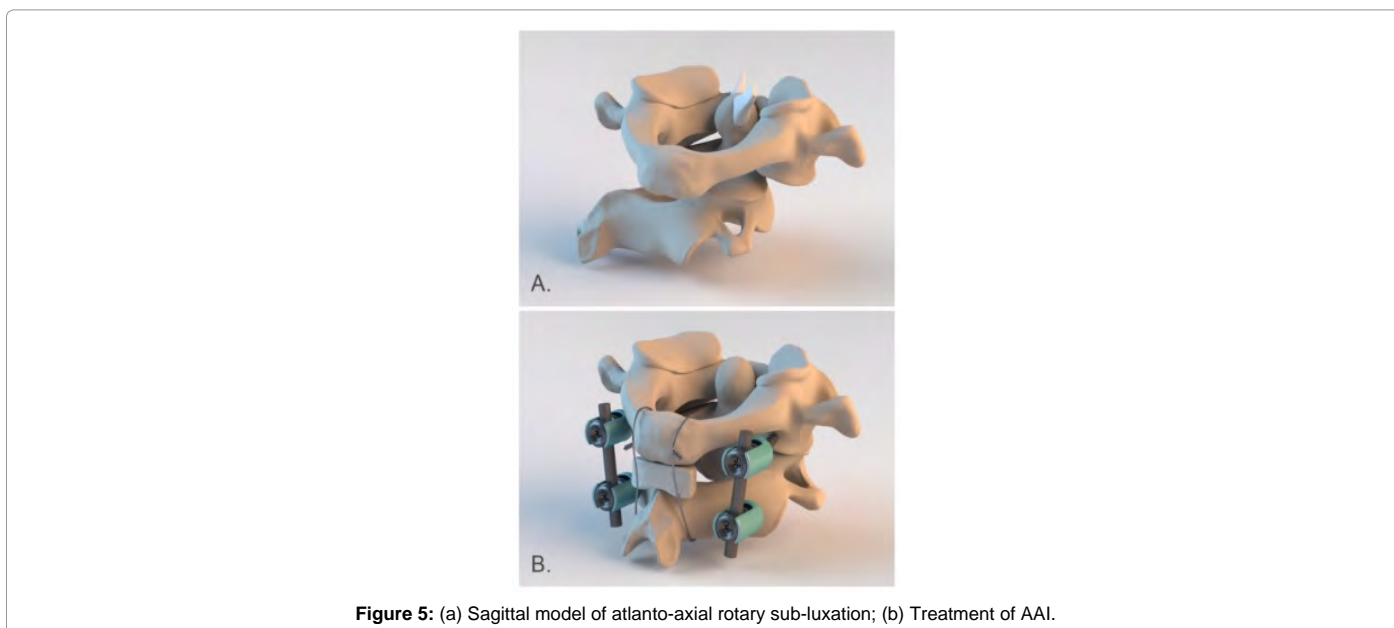 A.
B.
Figure 5: (a) Sagittal model of atlanto-axial rotary sub-luxation; (b) Treatment of AAI.